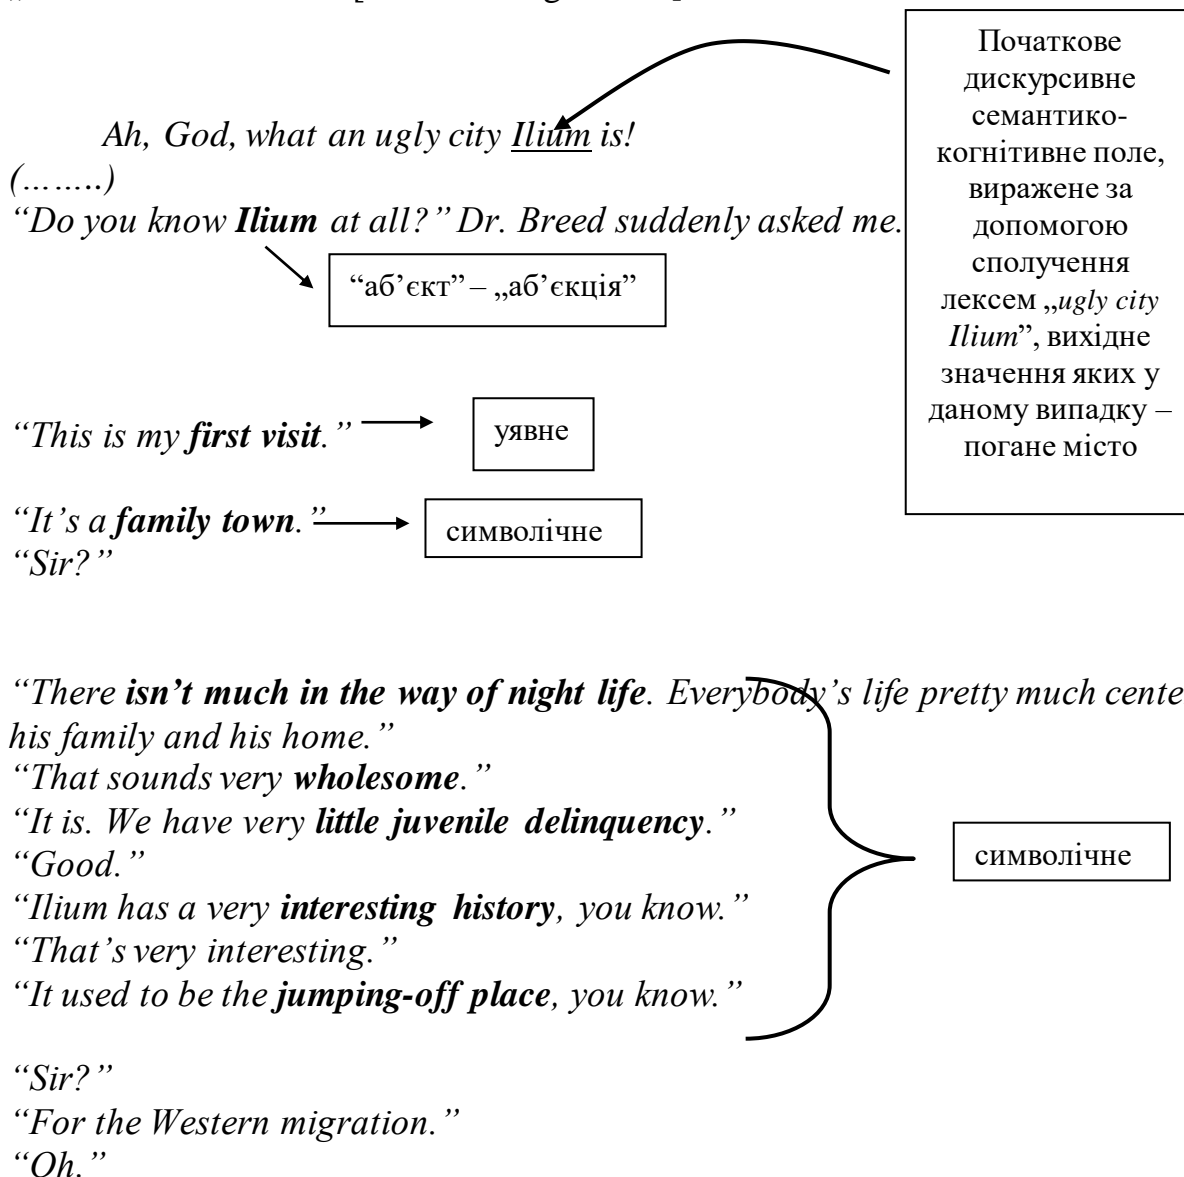 Ah, God, what an ugly city Ilium is!
(……..)
“Do you know Ilium at all?” Dr. Breed suddenly asked me.
“аб’єкт” – „аб’єкція”
“This is my first visit.”
уявне
“It’s a family town.”
символічне
“Sir?”
Початкове
дискурсивне
семантико-
когнітивне поле,
виражене за
допомогою
сполучення
лексем „ugly city
Ilium”, вихідне
значення яких у
даному випадку –
погане місто
“There isn’t much in the way of night life. Everybody’s life pretty much cente
his family and his home.”
“That sounds very wholesome.”
“It is. We have very little juvenile delinquency.”
“Good.”
“Ilium has a very interesting history, you know.”
“That’s very interesting.”
“It used to be the jumping-off place, you know.”
символічне
“Sir?”
“For the Western migration.”
“Oh.”